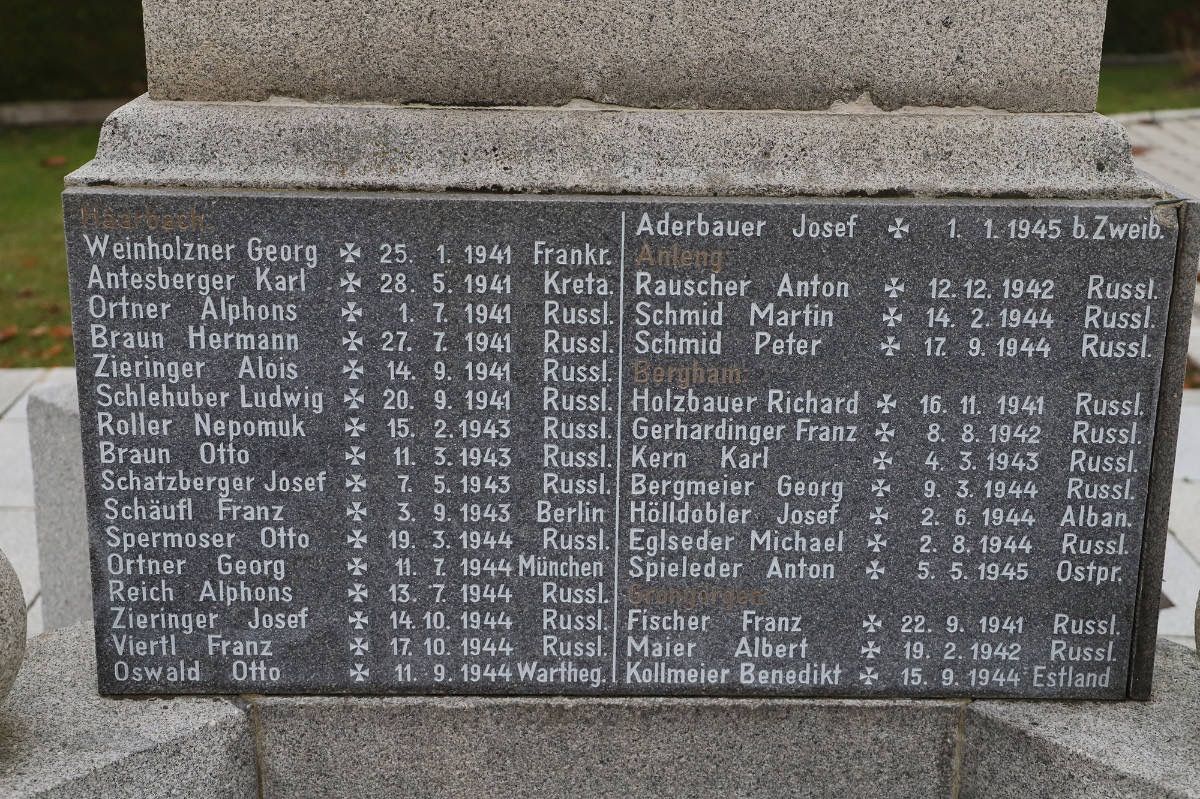 Haarbach:
Weinholzner Georg ✠ 25. 1. 1941 Frankr.
Antesberger Karl ✠ 28. 5. 1941 Kreta.
Ortner Alphons ✠ 1. 7. 1941 Russl.
Braun Hermann ✠ 27. 7. 1941 Russl.
Zieringer Alois ✠ 14. 9. 1941 Russl.
Schlehuber Ludwig ✠ 20. 9. 1941 Russl.
Roller Nepomuk ✠ 15. 2. 1943 Russl.
Braun Otto ✠ 11. 3. 1943 Russl.
Schatzberger Josef ✠ 7. 5. 1943 Russl.
Schäufl Franz ✠ 3. 9. 1943 Berlin
Spermoser Otto ✠ 19. 3. 1944 Russl.
Ortner Georg ✠ 11. 7. 1944 München
Reich Alphons ✠ 13. 7. 1944 Russl.
Zieringer Josef ✠ 14. 10. 1944 Russl.
Viertl Franz ✠ 17. 10. 1944 Russl.
Oswald Otto ✠ 11. 9. 1944 Wartheg.
Aderbauer Josef ✠ 1. 1. 1945 b. Zweib.
Anleng:
Rauscher Anton ✠ 12. 12. 1942 Russl.
Schmid Martin ✠ 14. 2. 1944 Russl.
Schmid Peter ✠ 17. 9. 1944 Russl.
Bergham:
Holzbauer Richard ✠ 16. 11. 1941 Russl.
Gerhardinger Franz ✠ 8. 8. 1942 Russl.
Kern Karl ✠ 4. 3. 1943 Russl.
Bergmeier Georg ✠ 9. 3. 1944 Russl.
Hölldobler Josef ✠ 2. 6. 1944 Alban.
Eglseder Michael ✠ 2. 8. 1944 Russl.
Spieleder Anton ✠ 5. 5. 1945 Ostpr.
Grongörgen:
Fischer Franz ✠ 22. 9. 1941 Russl.
Maier Albert ✠ 19. 2. 1942 Russl.
Kollmeier Benedikt ✠ 15. 9. 1944 Estland